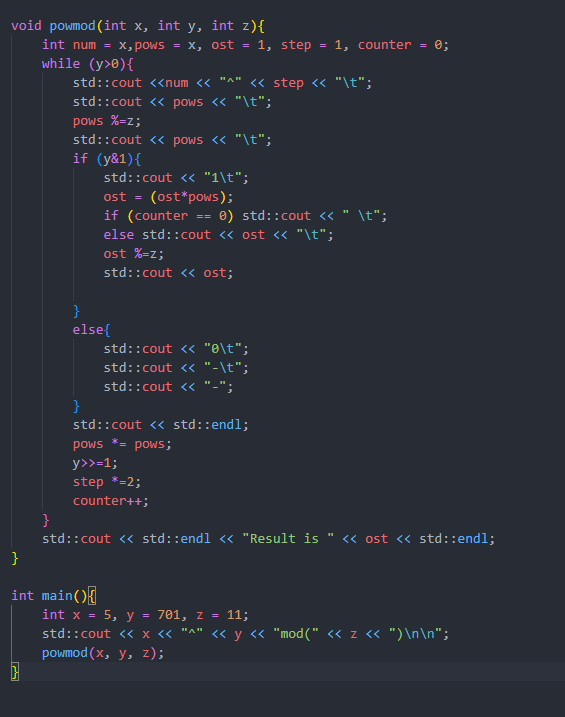 void powmod(int x, int y, int z){
    int num = x,pows = x, ost = 1, step = 1, counter = 0;
    while (y>0){
        std::cout <<num << "^" << step << "\t";
        std::cout << pows << "\t";
        pows %=z;
        std::cout << pows << "\t";
        if (y&1){
            std::cout << "1\t";
            ost = (ost*pows);
            if (counter == 0) std::cout << " \t";
            else std::cout << ost << "\t";
            ost %=z;
            std::cout << ost;

        }
        else{
            std::cout << "0\t";
            std::cout << "-\t";
            std::cout << "-";
        }
        std::cout << std::endl;
        pows *= pows;
        y>>=1;
        step *=2;
        counter++;
    }
    std::cout << std::endl << "Result is " << ost << std::endl;
}

int main(){
    int x = 5, y = 701, z = 11;
    std::cout << x << "^" << y << "mod(" << z << ")\n\n";
    powmod(x, y, z);
}